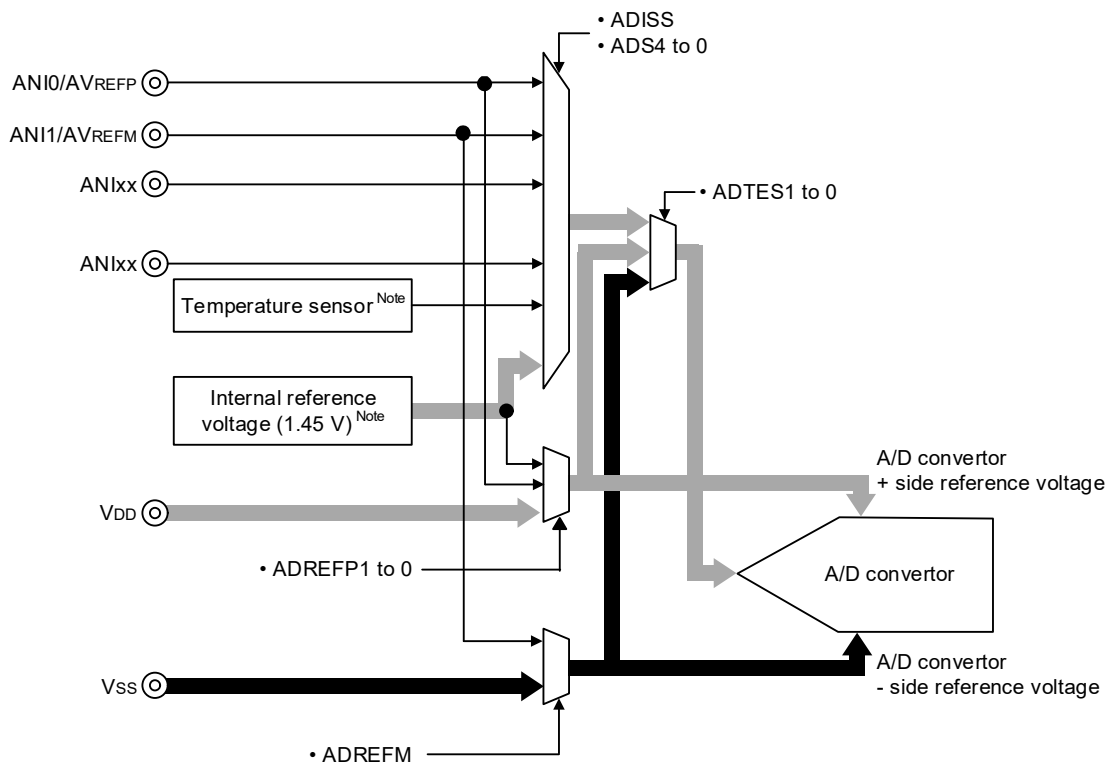 • ADISS
• ADS4 to 0
ANI0/AVREFP
ANI1/AVREFM
ANIxx
• ADTES1 to 0
ANIxx
Temperature sensor Note
Internal reference
voltage (1.45 V) Note
A/D convertor
+ side reference voltage
VDD
• ADREFP1 to 0
A/D convertor
A/D convertor
- side reference voltage
VSS
• ADREFM